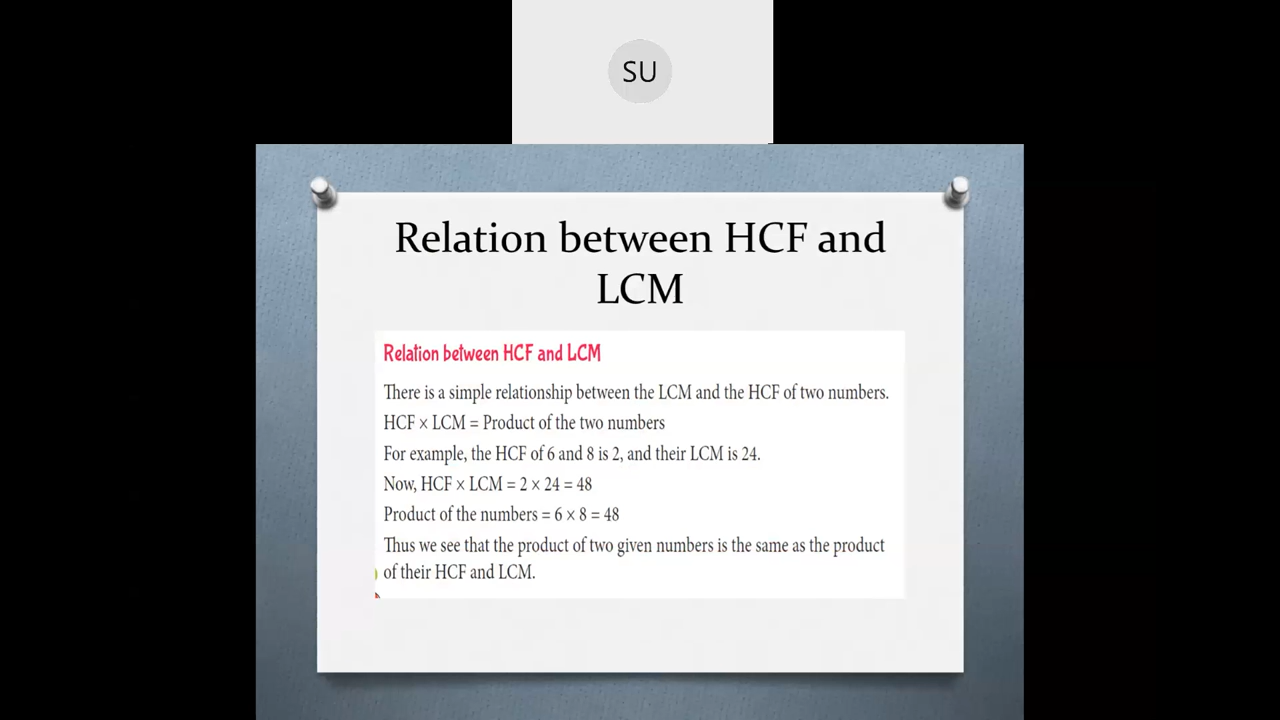 SU
Relation between HCF and
LCM
Relation between HCF and LCM
There is a simple relationship between the LCM and the HCF of two numbers.
HCF × LCM = Product of the two numbers
For example, the HCF of 6 and 8 is 2, and their LCM is 24.
Now, HCF × LCM = 2 × 24 = 48
Product of the numbers = 6 × 8 = 48
Thus we see that the product of two given numbers is the same as the product
of their HCF and LCM.